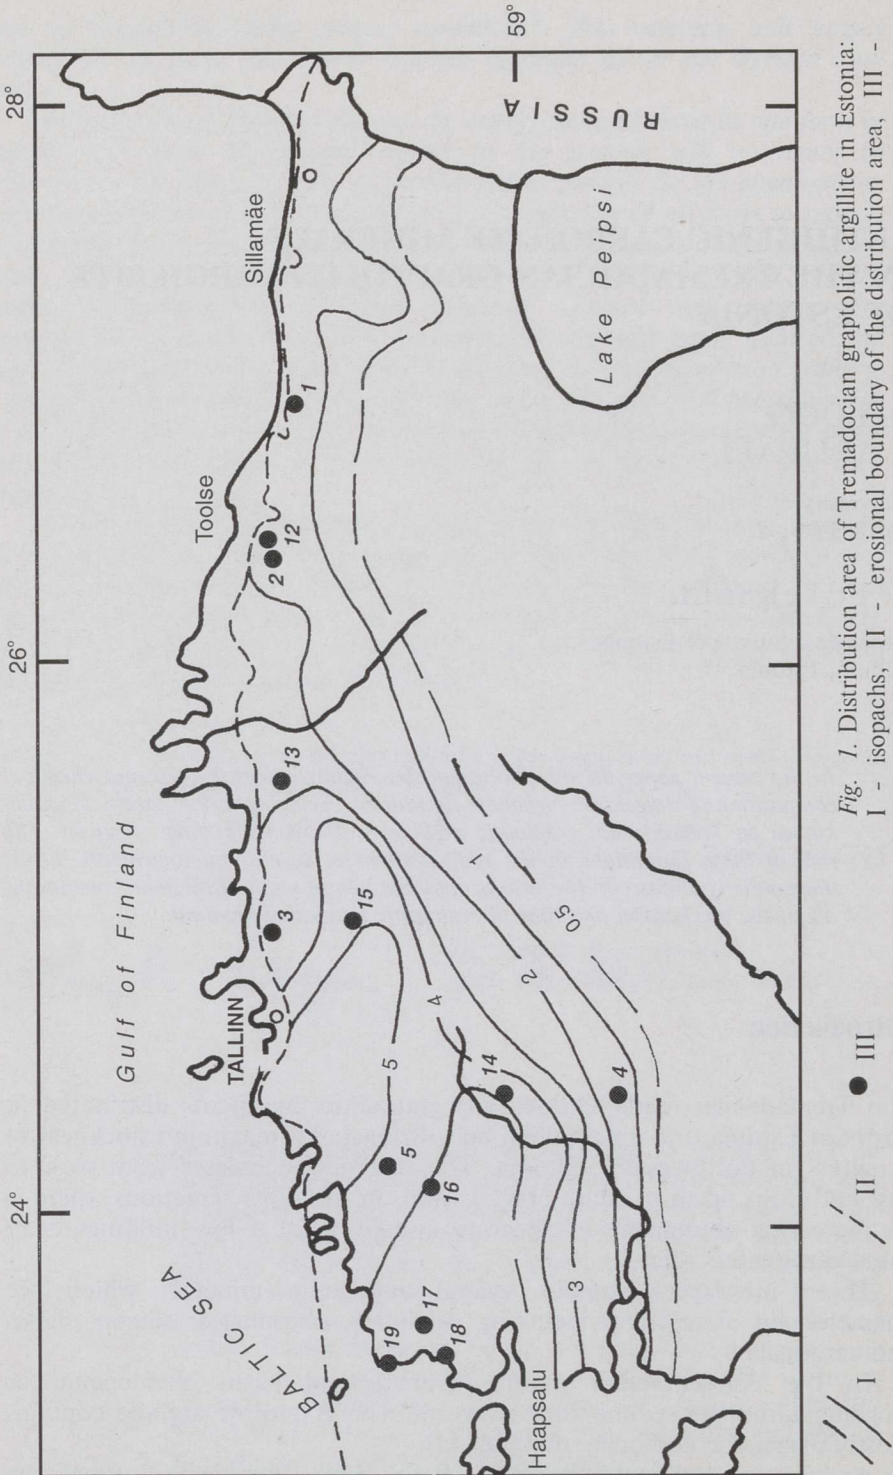 28°
26°
24°
59°
Gulf of Finland
BALTIC SEA
TALLINN
Toolse
Sillamäe
RUSSIA
Lake Peipsi
Haapsalu
1
2
12
13
3
15
14
4
5
16
17
18
19
5
4
3
2
1
0,5
I
II
III
Fig. 1. Distribution area of Tremadocian graptolitic argillite in Estonia:
I - isopachs, II - erosional boundary of the distribution area, III -